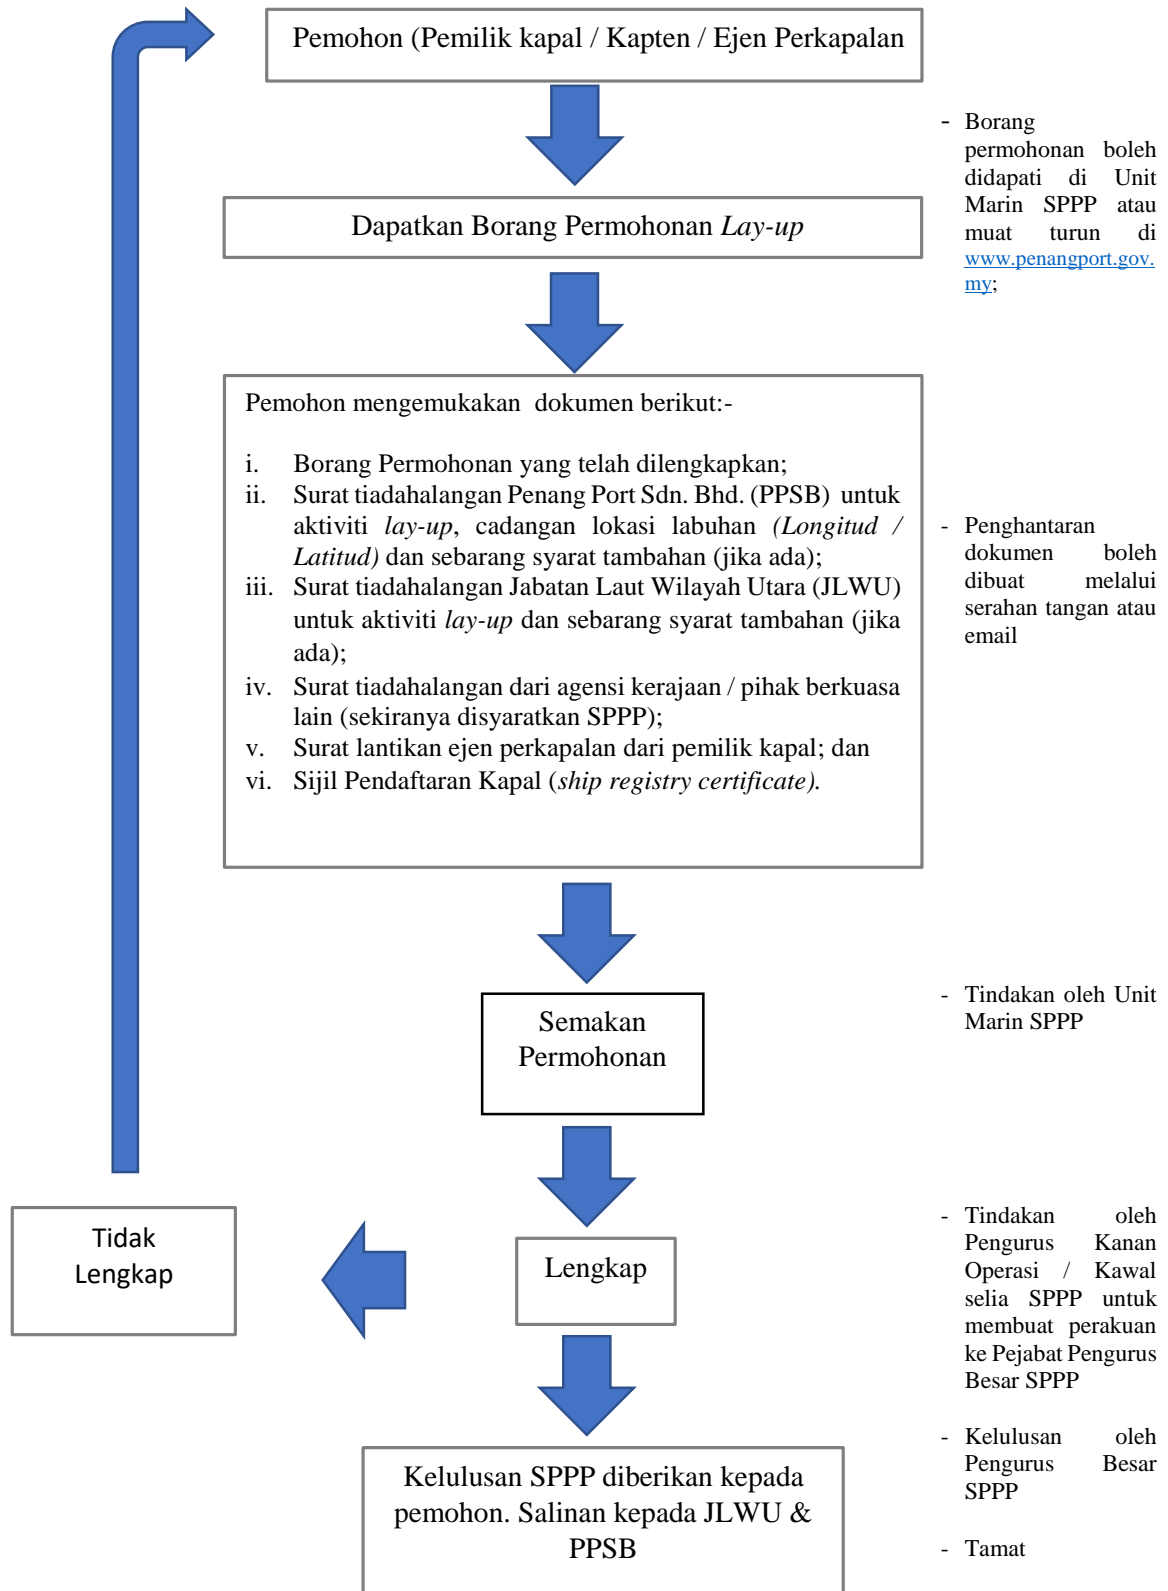 Pemohon (Pemilik kapal / Kapten / Ejen Perkapalan
- Borang
permohonan boleh
didapati di Unit
Marin SPPP atau
muat turun di
www.penangport.gov.
my;
Dapatkan Borang Permohonan Lay-up
Pemohon mengemukakan dokumen berikut:-
i. Borang Permohonan yang telah dilengkapkan;
ii. Surat tiadahalangan Penang Port Sdn. Bhd. (PPSB) untuk
aktiviti lay-up, cadangan lokasi labuhan (Longitud /
Latitud) dan sebarang syarat tambahan (jika ada);
iii. Surat tiadahalangan Jabatan Laut Wilayah Utara (JLWU)
untuk aktiviti lay-up dan sebarang syarat tambahan (jika
ada);
iv. Surat tiadahalangan dari agensi kerajaan / pihak berkuasa
lain (sekiranya disyaratkan SPPP);
v. Surat lantikan ejen perkapalan dari pemilik kapal; dan
vi. Sijil Pendaftaran Kapal (ship registry certificate).
- Penghantaran
dokumen boleh
dibuat melalui
serahan tangan atau
email
Semakan
Permohonan
- Tindakan oleh Unit
Marin SPPP
Tidak
Lengkap
Lengkap
- Tindakan oleh
Pengurus Kanan
Operasi / Kawal
selia SPPP untuk
membuat perakuan
ke Pejabat Pengurus
Besar SPPP
Kelulusan SPPP diberikan kepada
pemohon. Salinan kepada JLWU &
PPSB
- Kelulusan oleh
Pengurus Besar
SPPP
- Tamat